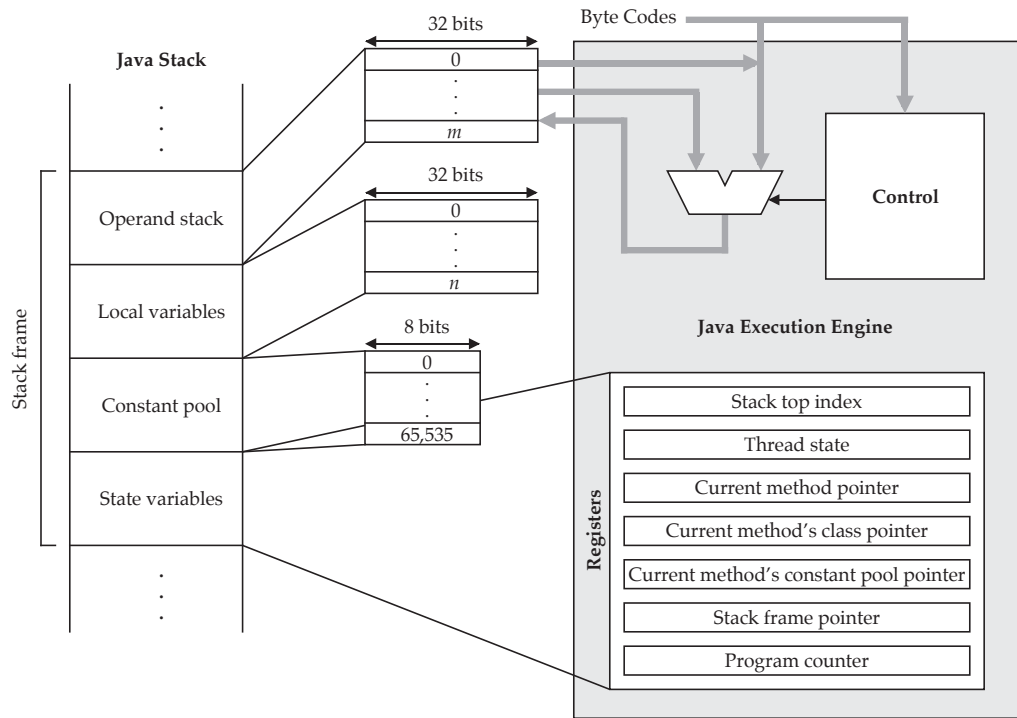 Byte Codes
32 bits
Java Stack
0
m
Control
32 bits
Operand stack
0
n
Local variables
Java Execution Engine
8 bits
Stack frame
0
Constant pool
65,535
State variables
Registers
Stack top index
Thread state
Current method pointer
Current method's class pointer
Current method's constant pool pointer
Stack frame pointer
Program counter